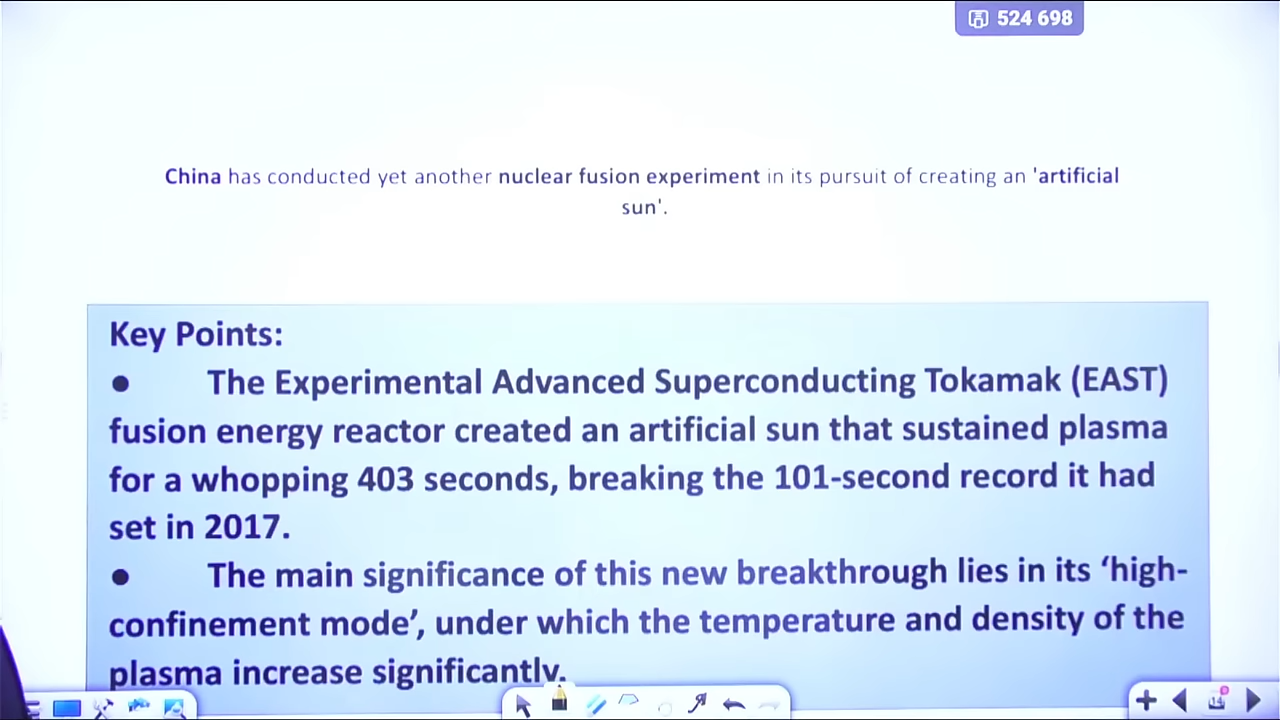 524 698
China has conducted yet another nuclear fusion experiment in its pursuit of creating an 'artificial
sun'.
Key Points:
● The Experimental Advanced Superconducting Tokamak (EAST)
fusion energy reactor created an artificial sun that sustained plasma
for a whopping 403 seconds, breaking the 101-second record it had
set in 2017.
● The main significance of this new breakthrough lies in its ‘high-
confinement mode’, under which the temperature and density of the
plasma increase significantly.
14